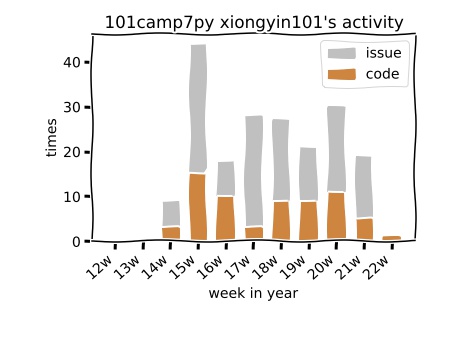 101camp7py xiongyin101's activity
issue
code
times
40
30
20
10
0
12w 13w 14w 15w 16w 17w 18w 19w 20w 21w 22w
week in year